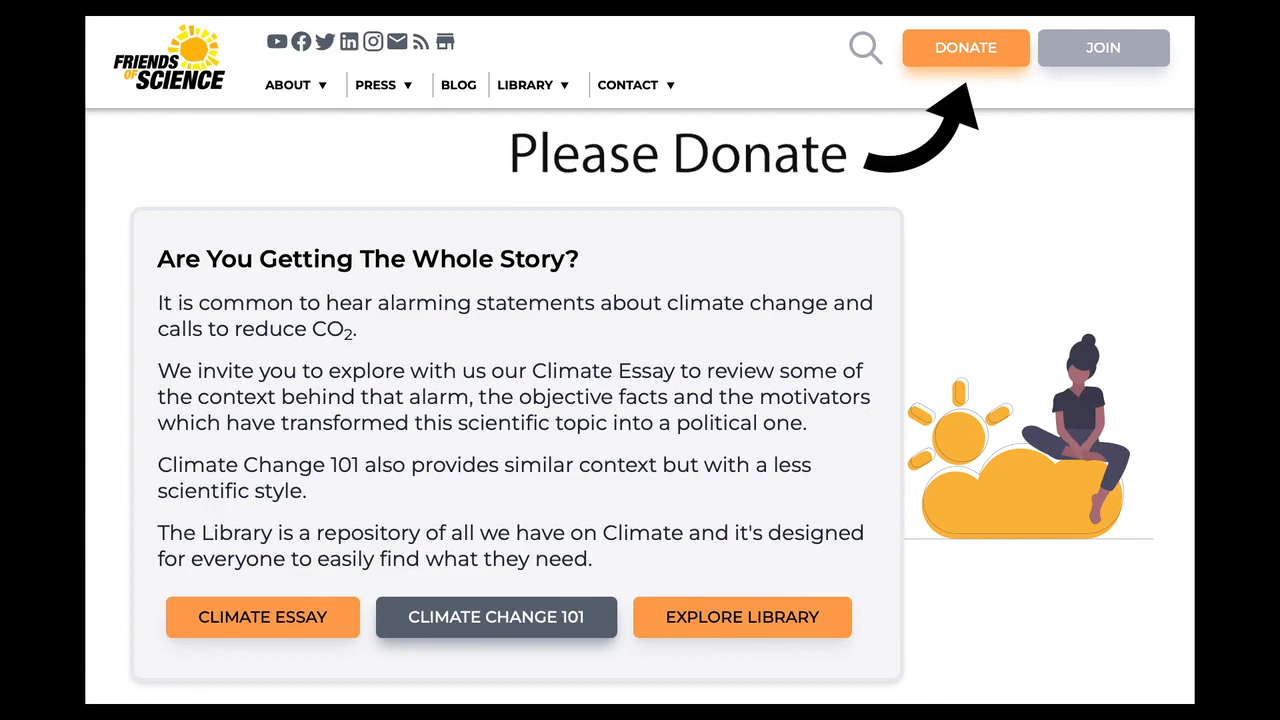 FRIENDS
OF SCIENCE
DONATE
JOIN
ABOUT ▼
PRESS ▼
BLOG
LIBRARY ▼
CONTACT ▼
Please Donate
Are You Getting The Whole Story?
It is common to hear alarming statements about climate change and
calls to reduce CO₂.
We invite you to explore with us our Climate Essay to review some of
the context behind that alarm, the objective facts and the motivators
which have transformed this scientific topic into a political one.
Climate Change 101 also provides similar context but with a less
scientific style.
The Library is a repository of all we have on Climate and it's designed
for everyone to easily find what they need.
CLIMATE ESSAY
CLIMATE CHANGE 101
EXPLORE LIBRARY